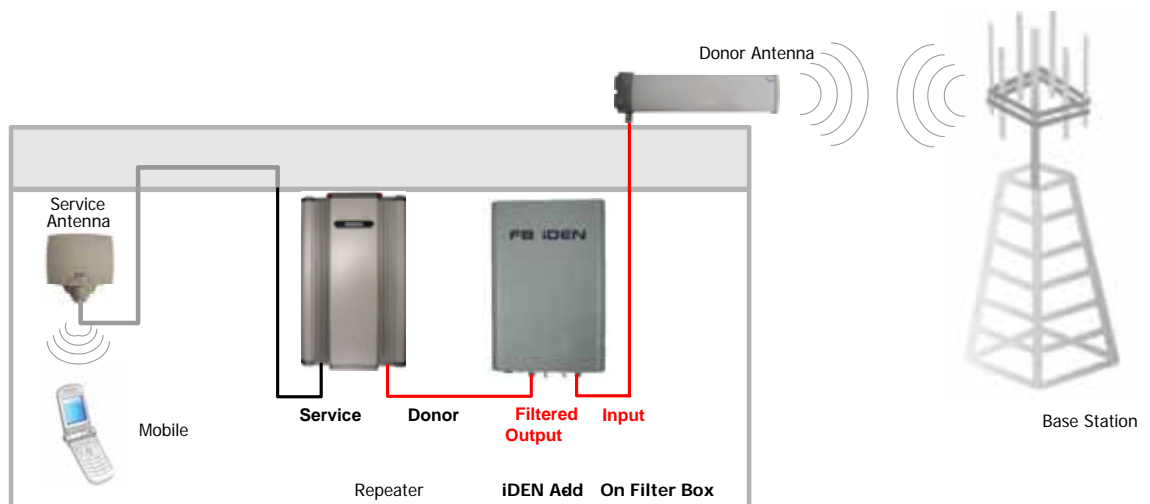 Donor Antenna
Service
Antenna
FB iDEN
Service
Donor
Filtered
Output
Input
Mobile
Base Station
Repeater
iDEN Add On Filter Box